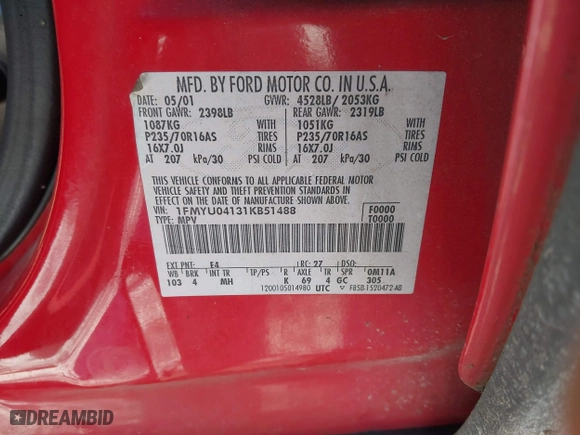 MFD. BY FORD MOTOR CO. IN U.S.A.
DATE: 05/01 GVWR: 4528LB/ 2053KG
FRONT GAWR: 2398LB REAR GAWR: 2319LB
1087KG WITH 1051KG WITH
P235/70R16AS TIRES P235/70R16AS TIRES
16X7.0J RIMS 16X7.0J RIMS
AT 207 kPa/30 PSI COLD AT 207 kPa/30 PSI COLD
THIS VEHICLE CONFORMS TO ALL APPLICABLE FEDERAL MOTOR
VEHICLE SAFETY AND THEFT PREVENTION STANDARDS IN
EFFECT ON THE DATE OF MANUFACTURE SHOWN ABOVE.
VIN: 1FMYU04131KB51488 F0000
TYPE: MPV T0000
EXT PNT: E4 RC: 27 DSO:
WB BRK INT TR TP/PS R AXLE TR SPR 0M11A
103 4 MH K 69 4 GC 305
1200105014980 UTC ▽ F85B-1520472-AB
DREAMBID